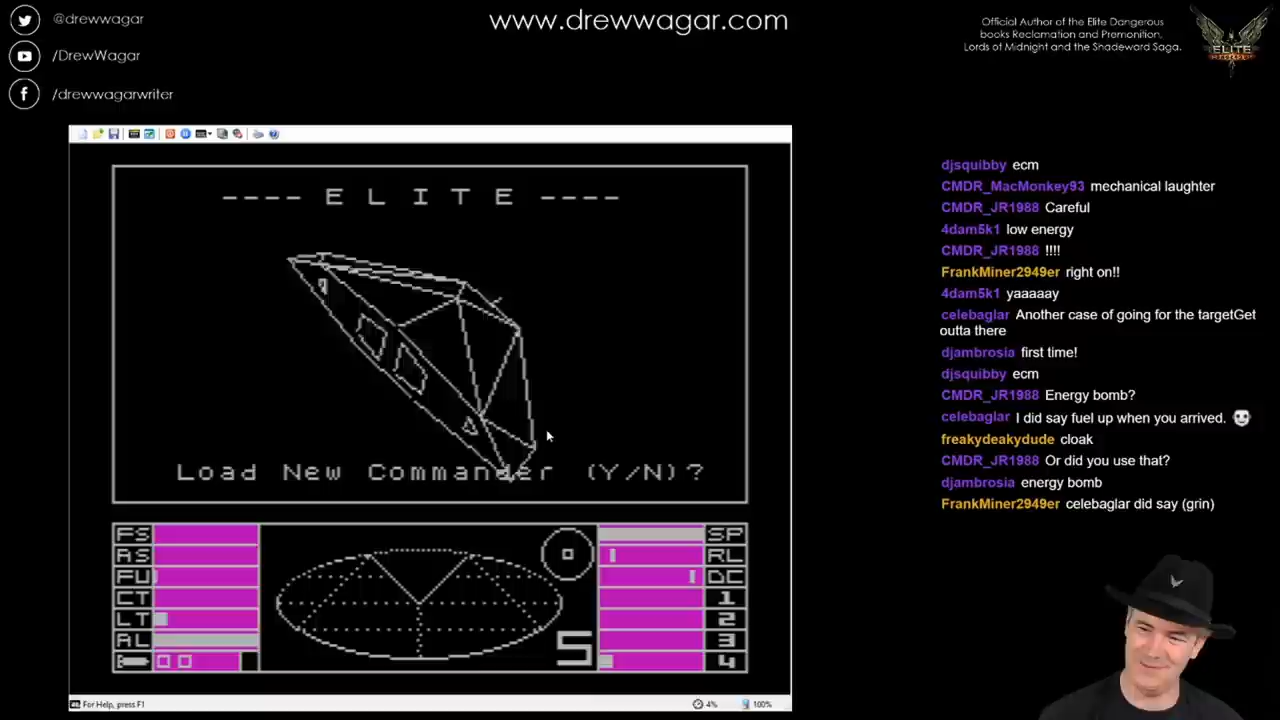 @drewwagar
/DrewWagar
/drewwagarwriter
www.drewwagar.com
Official Author of the Elite Dangerous
books Reclamation and Premonition,
Lords of Midnight and the Shadeward Saga.
ELITE
---- E L I T E ----
Load New Commander (Y/N)?
FS
AS
FU
CT
LT
AL
S
SP
RL
DC
1
2
3
4
For Help, press F1
4%
100%
djsquibby ecm
CMDR_MacMonkey93 mechanical laughter
CMDR_JR1988 Careful
4dam5k1 low energy
CMDR_JR1988 !!!!
FrankMiner2949er right on!!
4dam5k1 yaaaaay
celebaglar Another case of going for the targetGet
outta there
djambrosia first time!
djsquibby ecm
CMDR_JR1988 Energy bomb?
celebaglar I did say fuel up when you arrived.
freakydeakydude cloak
CMDR_JR1988 Or did you use that?
djambrosia energy bomb
FrankMiner2949er celebaglar did say (grin)